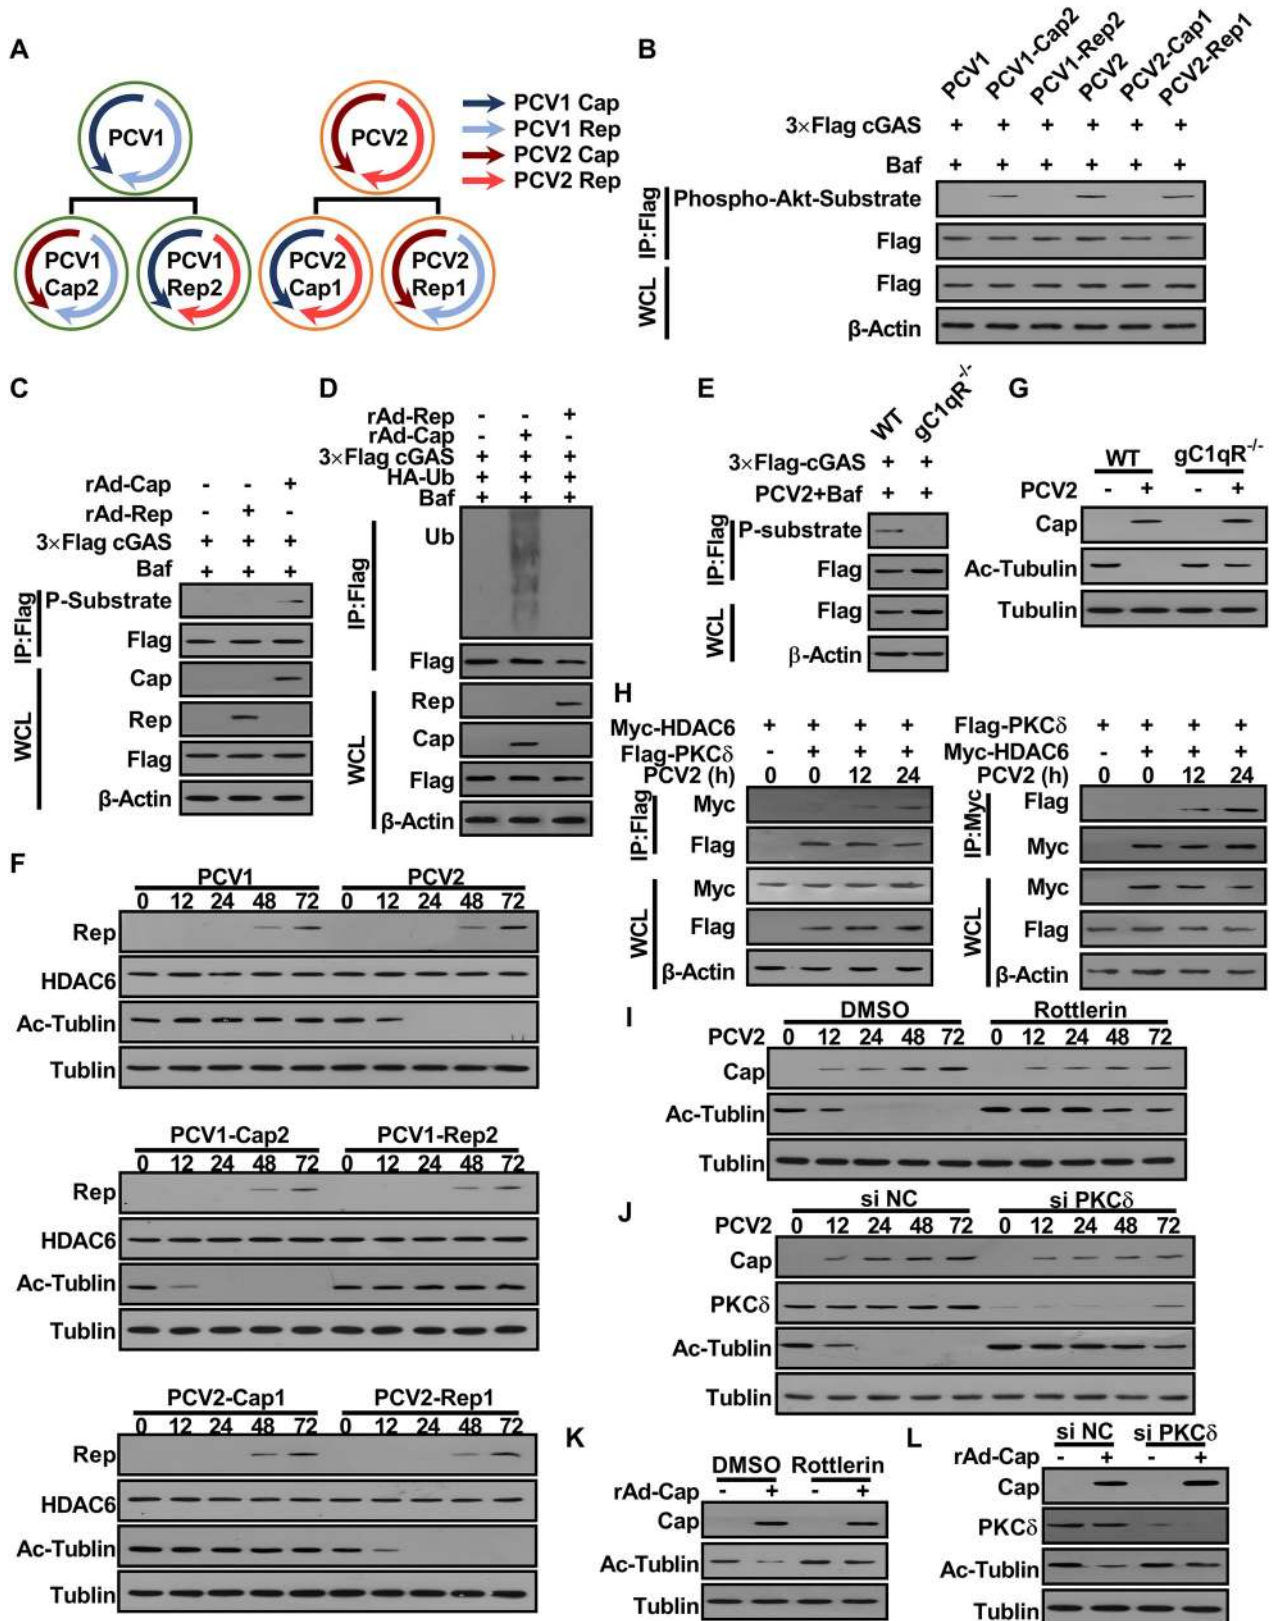 A
PCV1
PCV2
PCV1 Cap
PCV1 Rep
PCV2 Cap
PCV2 Rep
PCV1 Cap2
PCV1 Rep2
PCV2 Cap1
PCV2 Rep1
B
PCV1 PCV1-Cap2 PCV1-Rep2 PCV2 PCV2-Cap1 PCV2-Rep1
3×Flag cGAS + + + + + +
Baf + + + + + +
IP:Flag
Phospho-Akt-Substrate
Flag
WCL
Flag
β-Actin
C
rAd-Cap - - +
rAd-Rep - + -
3×Flag cGAS + + +
Baf + + +
IP:Flag
P-Substrate
Flag
WCL
Cap
Rep
Flag
β-Actin
D
rAd-Rep - - +
rAd-Cap - + -
3×Flag cGAS + + +
HA-Ub + + +
Baf + + +
IP:Flag
Ub
Flag
WCL
Rep
Cap
Flag
β-Actin
E
WT gC1qR-/-
3×Flag-cGAS + +
PCV2+Baf + +
IP:Flag
P-substrate
Flag
WCL
Flag
β-Actin
G
WT gC1qR-/-
PCV2 - + - +
Cap
Ac-Tubulin
Tubulin
F
PCV1 PCV2
0 12 24 48 72 0 12 24 48 72
Rep
HDAC6
Ac-Tublin
Tublin
PCV1-Cap2 PCV1-Rep2
0 12 24 48 72 0 12 24 48 72
Rep
HDAC6
Ac-Tublin
Tublin
PCV2-Cap1 PCV2-Rep1
0 12 24 48 72 0 12 24 48 72
Rep
HDAC6
Ac-Tublin
Tublin
H
Myc-HDAC6 + + + +
Flag-PKCδ - + + +
PCV2 (h) 0 0 12 24
IP:Flag
Myc
Flag
WCL
Myc
Flag
β-Actin
Flag-PKCδ + + + +
Myc-HDAC6 - + + +
PCV2 (h) 0 0 12 24
IP:Myc
Flag
Myc
WCL
Myc
Flag
β-Actin
I
DMSO Rottlerin
PCV2 0 12 24 48 72 0 12 24 48 72
Cap
Ac-Tublin
Tublin
J
si NC si PKCδ
PCV2 0 12 24 48 72 0 12 24 48 72
Cap
PKCδ
Ac-Tublin
Tublin
K
DMSO Rottlerin
rAd-Cap - + - +
Cap
Ac-Tublin
Tublin
L
si NC si PKCδ
rAd-Cap - + - +
Cap
PKCδ
Ac-Tublin
Tublin